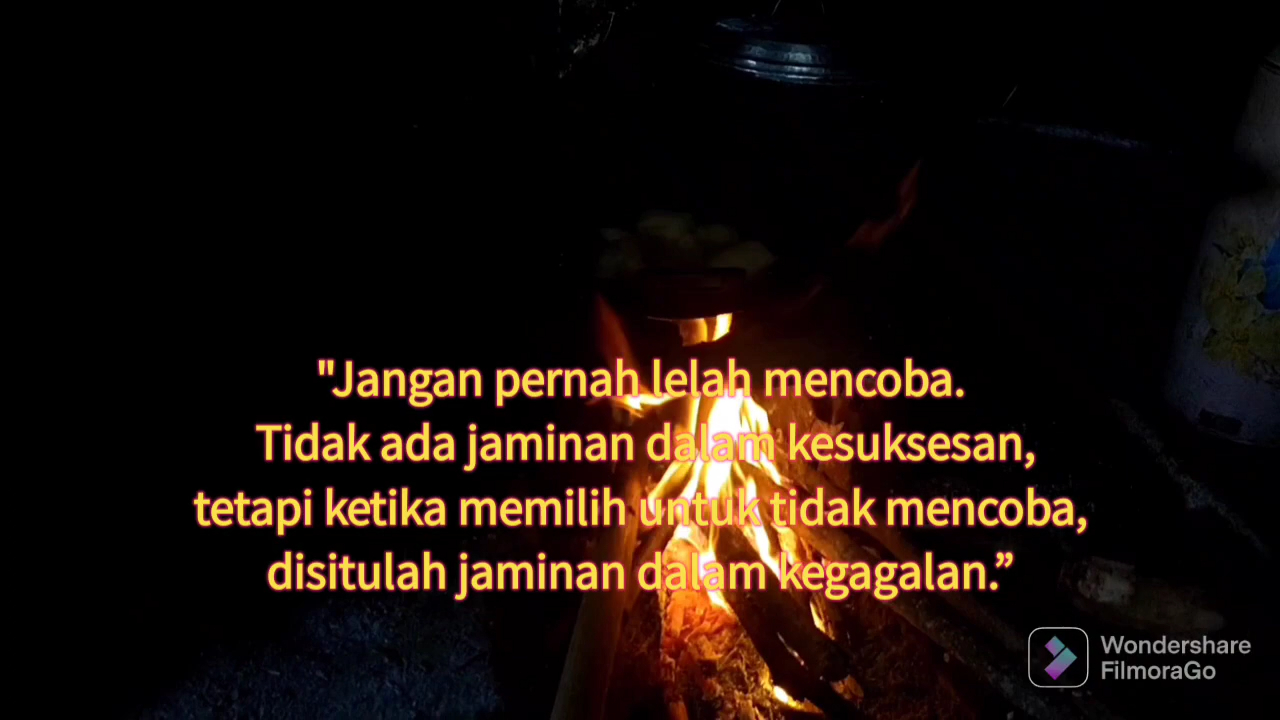 "Jangan pernah lelah mencoba.
Tidak ada jaminan dalam kesuksesan,
tetapi ketika memilih untuk tidak mencoba,
disitulah jaminan dalam kegagalan.”
Wondershare
FilmoraGo